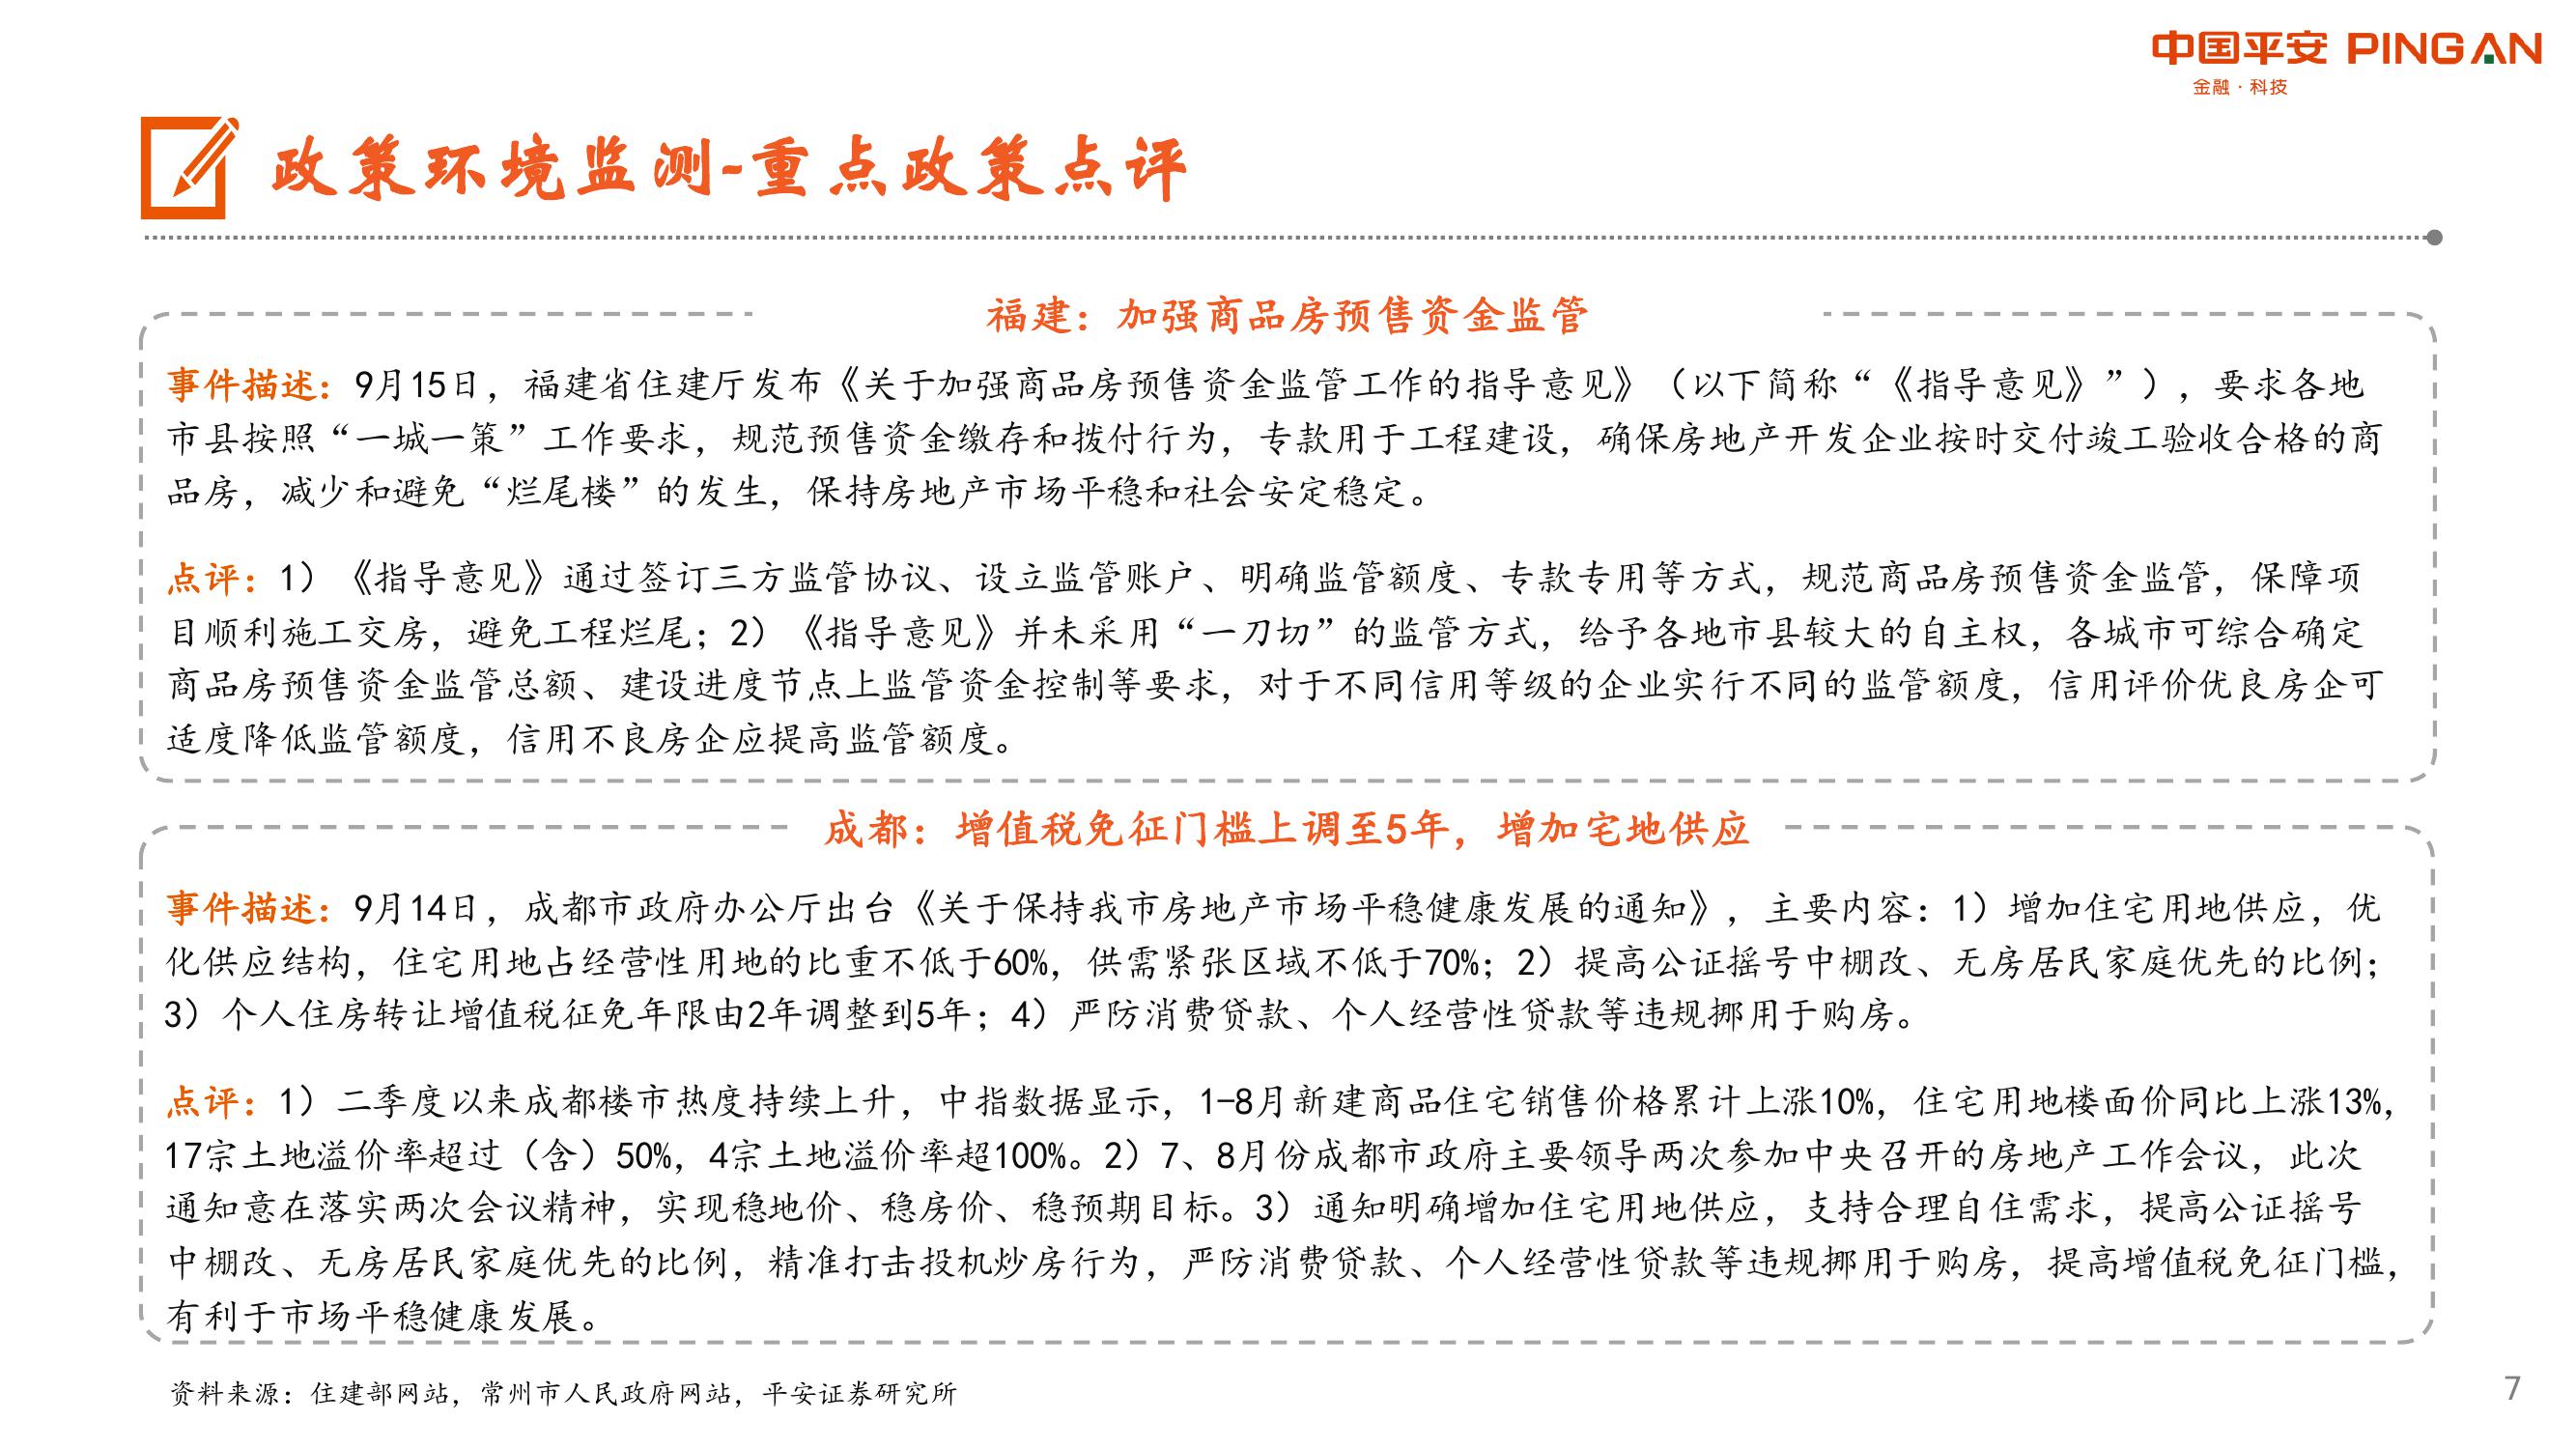 中国平安 PINGAN
金融·科技
政策环境监测-重点政策点评
福建：加强商品房预售资金监管
事件描述：9月15日，福建省住建厅发布《关于加强商品房预售资金监管工作的指导意见》（以下简称“《指导意见》”），要求各地
市县按照“一城一策”工作要求，规范预售资金缴存和拨付行为，专款用于工程建设，确保房地产开发企业按时交付竣工验收合格的商
品房，减少和避免“烂尾楼”的发生，保持房地产市场平稳和社会安定稳定。
点评：1）《指导意见》通过签订三方监管协议、设立监管账户、明确监管额度、专款专用等方式，规范商品房预售资金监管，保障项
目顺利施工交房，避免工程烂尾；2）《指导意见》并未采用“一刀切”的监管方式，给予各地市县较大的自主权，各城市可综合确定
商品房预售资金监管总额、建设进度节点上监管资金控制等要求，对于不同信用等级的企业实行不同的监管额度，信用评价优良房企可
适度降低监管额度，信用不良房企应提高监管额度。
成都：增值税免征门槛上调至5年，增加宅地供应
事件描述：9月14日，成都市政府办公厅出台《关于保持我市房地产市场平稳健康发展的通知》，主要内容：1）增加住宅用地供应，优
化供应结构，住宅用地占经营性用地的比重不低于60%，供需紧张区域不低于70%；2）提高公证摇号中棚改、无房居民家庭优先的比例；
3）个人住房转让增值税征免年限由2年调整到5年；4）严防消费贷款、个人经营性贷款等违规挪用于购房。
点评：1）二季度以来成都楼市热度持续上升，中指数据显示，1-8月新建商品住宅销售价格累计上涨10%，住宅用地楼面价同比上涨13%，
17宗土地溢价率超过（含）50%，4宗土地溢价率超100%。2）7、8月份成都市政府主要领导两次参加中央召开的房地产工作会议，此次
通知意在落实两次会议精神，实现稳地价、稳房价、稳预期目标。3）通知明确增加住宅用地供应，支持合理自住需求，提高公证摇号
中棚改、无房居民家庭优先的比例，精准打击投机炒房行为，严防消费贷款、个人经营性贷款等违规挪用于购房，提高增值税免征门槛，
有利于市场平稳健康发展。
资料来源：住建部网站，常州市人民政府网站，平安证券研究所
7